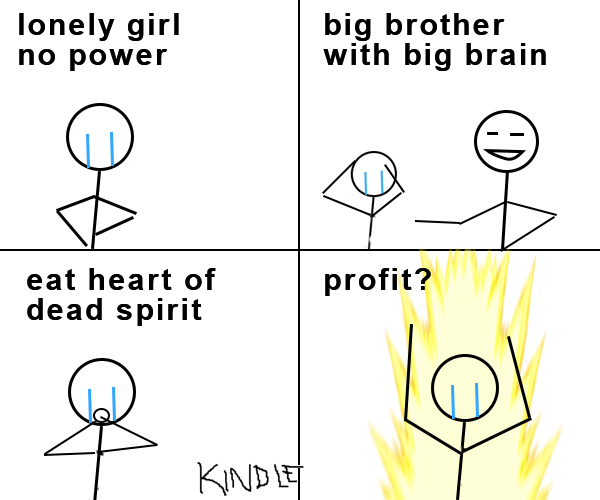 lonely girl
no power
big brother
with big brain
eat heart of
dead spirit
KINDLE
profit?